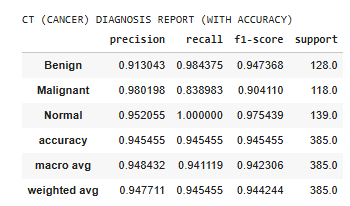 CT (CANCER) DIAGNOSIS REPORT (WITH ACCURACY)
precision recall f1-score support
Benign 0.913043 0.984375 0.947368 128.0
Malignant 0.980198 0.838983 0.904110 118.0
Normal 0.952055 1.000000 0.975439 139.0
accuracy 0.945455 0.945455 0.945455 385.0
macro avg 0.948432 0.941119 0.942306 385.0
weighted avg 0.947711 0.945455 0.944244 385.0